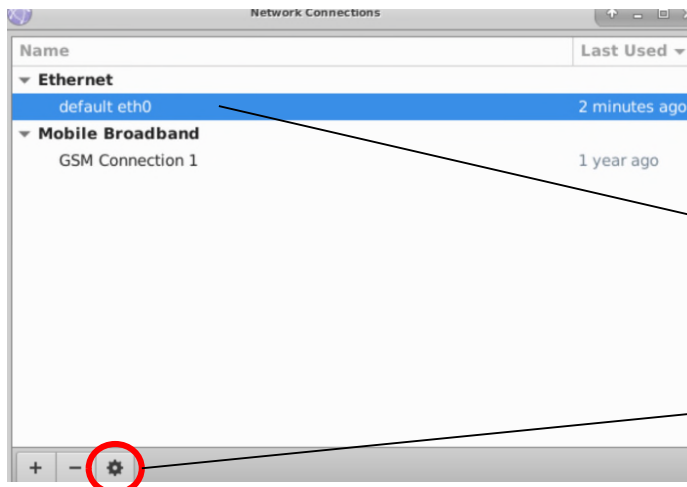 Network Connections
Name Last Used
Ethernet
default eth0 2 minutes ago
Mobile Broadband
GSM Connection 1 1 year ago